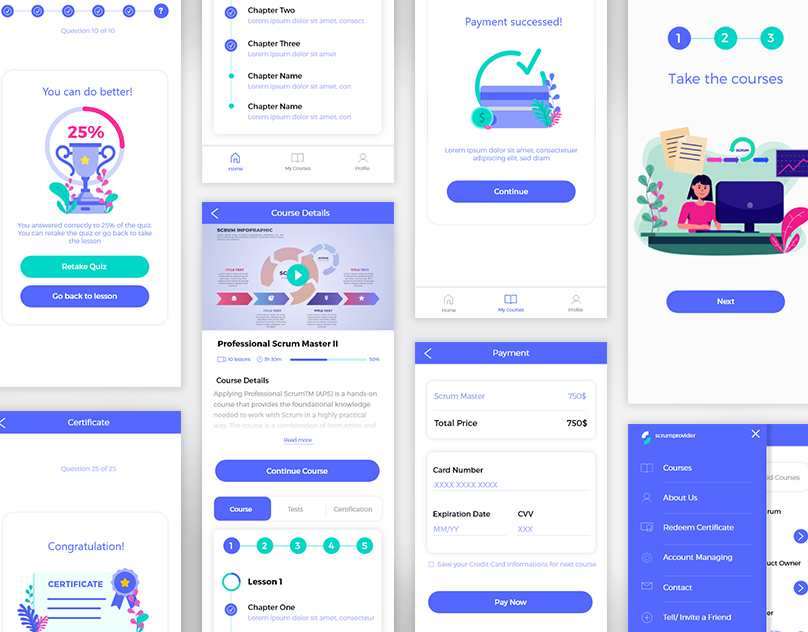 ?
Question 10 of 10
You can do better!
25%
You answered correctly to 25% of the quiz.
You can retake the quiz or go back to take
the lesson
Retake Quiz
Go back to lesson
Certificate
Question 25 of 25
Congratulation!
CERTIFICATE
Chapter Two
Lorem ipsum dolor sit amet, consect
Chapter Three
Lorem ipsum dolor sit amet
Chapter Name
Lorem ipsum dolor sit amet, con
Chapter Name
Lorem ipsum dolor sit amet, con
Home
My Courses
Profile
Course Details
SCRUM INFOGRAPHIC
TITLE TEXT
TITLE TEXT
SC
TITLE TEXT
TITLE TEXT
Professional Scrum Master II
10 lessons
3h 30m
50%
Course Details
Applying Professional ScrumTM (APS) is a hands-on
course that provides the foundational knowledge
needed to work with Scrum in a highly practical
way. The course is a combination of instruction and
Read more
Continue Course
Course
Tests
Certification
1
2
3
4
5
Lesson 1
Chapter One
Lorem ipsum dolor sit amet, consectetur
Payment successed!
$
Lorem ipsum dolor sit amet, consectetuer
adipiscing elit, sed diam
Continue
Home
My Courses
Profile
Payment
Scrum Master 750$
Total Price 750$
Card Number
XXXX XXXX XXXX
Expiration Date
CVV
MM/YY
XXX
Save your Credit Card informations for next course
Pay Now
1
2
3
Take the courses
SCRUM
Next
scrumprovider
Courses
About Us
Redeem Certificate
Account Managing
Contact
Tell/ Invite a Friend
d Courses
rum
uct Owner
er